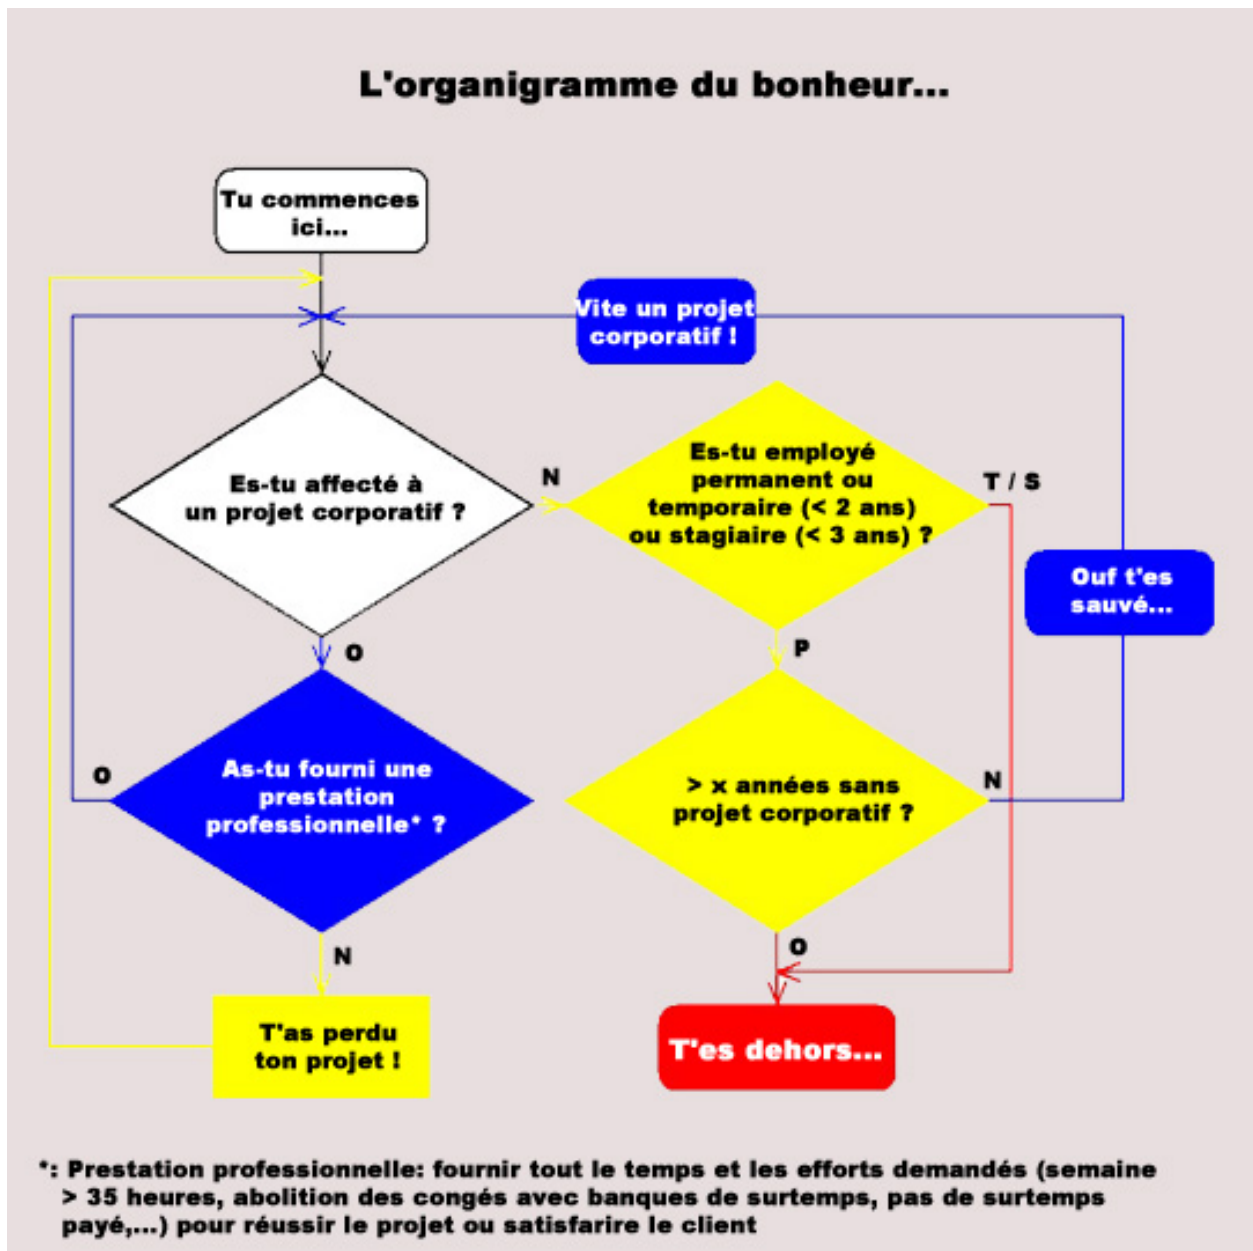 L'organigramme du bonheur...
Tu commences
ici...
Vite un projet
corporatif !
Es-tu affecté à
un projet corporatif ?
N
Es-tu employé
permanent ou
temporaire (< 2 ans)
ou stagiaire (< 3 ans) ?
T / S
Ouf t'es
sauvé...
O
P
As-tu fourni une
prestation
professionnelle* ?
O
> x années sans
projet corporatif ?
N
N
O
T'as perdu
ton projet !
T'es dehors...
*: Prestation professionnelle: fournir tout le temps et les efforts demandés (semaine
> 35 heures, abolition des congés avec banques de surtemps, pas de surtemps
payé,...) pour réussir le projet ou satisfarire le client